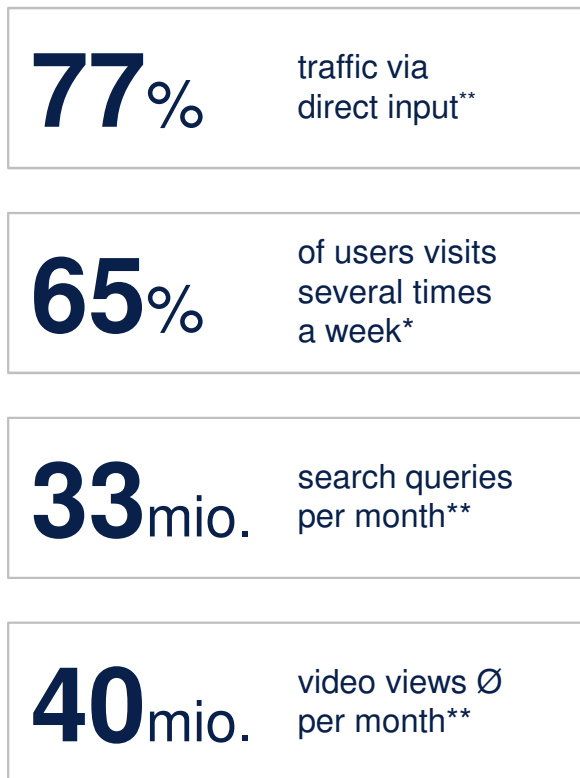 77%
traffic via
direct input**
65%
of users visits
several times
a week*
33mio.
search queries
per month**
40mio.
video views Ø
per month**